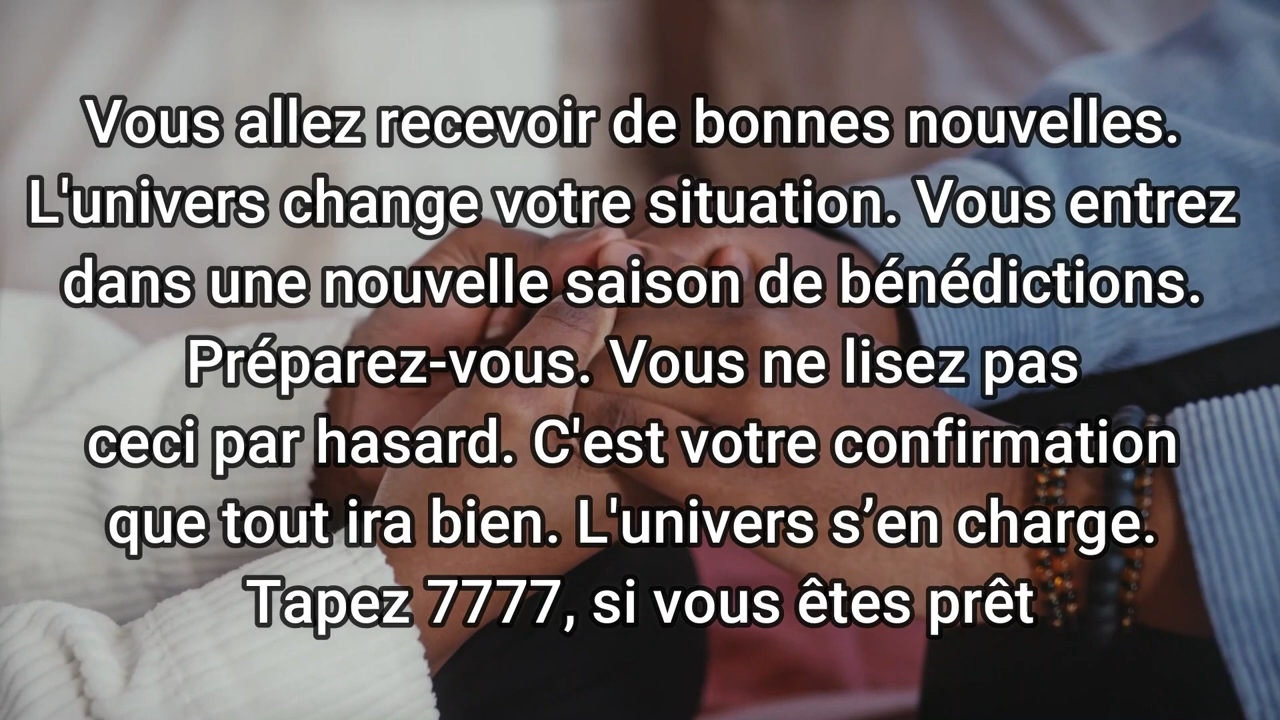 Vous allez recevoir de bonnes nouvelles.
L'univers change votre situation. Vous entrez
dans une nouvelle saison de bénédictions.
Préparez-vous. Vous ne lisez pas
ceci par hasard. C'est votre confirmation
que tout ira bien. L'univers s’en charge.
Tapez 7777, si vous êtes prêt